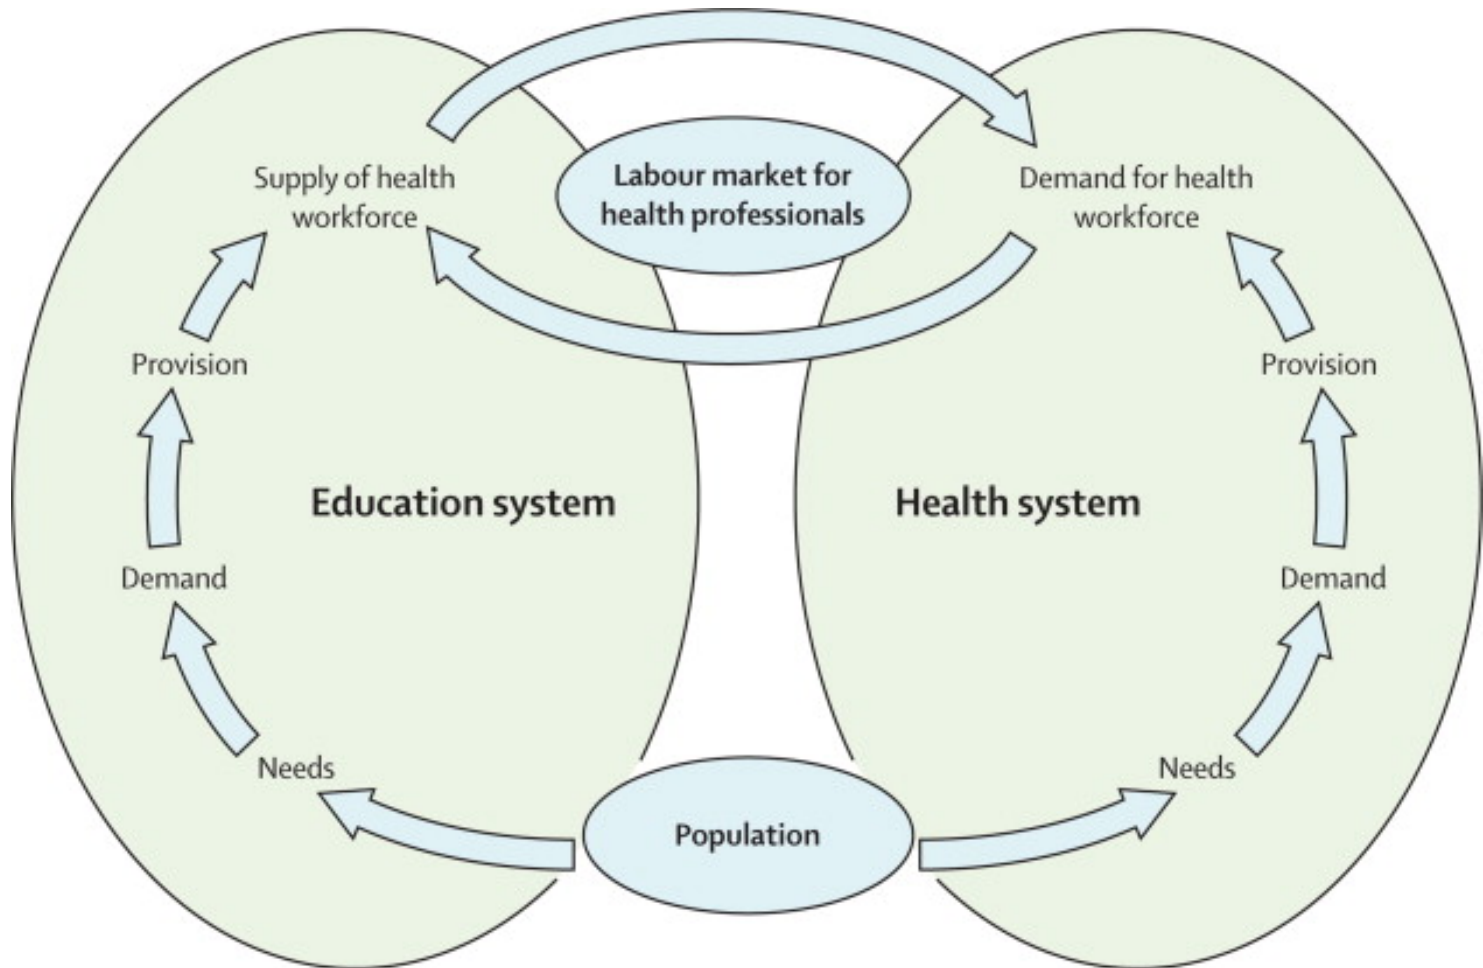 Labour market for
health professionals
Supply of health
workforce
Demand for health
workforce
Provision
Provision
Education system
Health system
Demand
Demand
Needs
Needs
Population